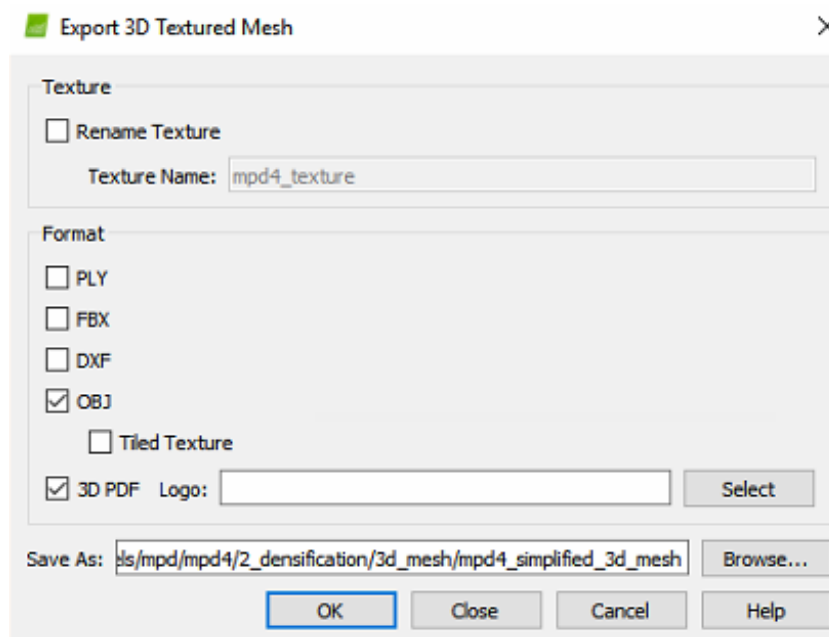 Export 3D Textured Mesh
Texture
Rename Texture
Texture Name: mpd4_texture
Format
PLY
FBX
DXF
OBJ
Tiled Texture
3D PDF Logo: Select
Save As: els/mpd/mpd4/2_densification/3d_mesh/mpd4_simplified_3d_mesh Browse...
OK Close Cancel Help